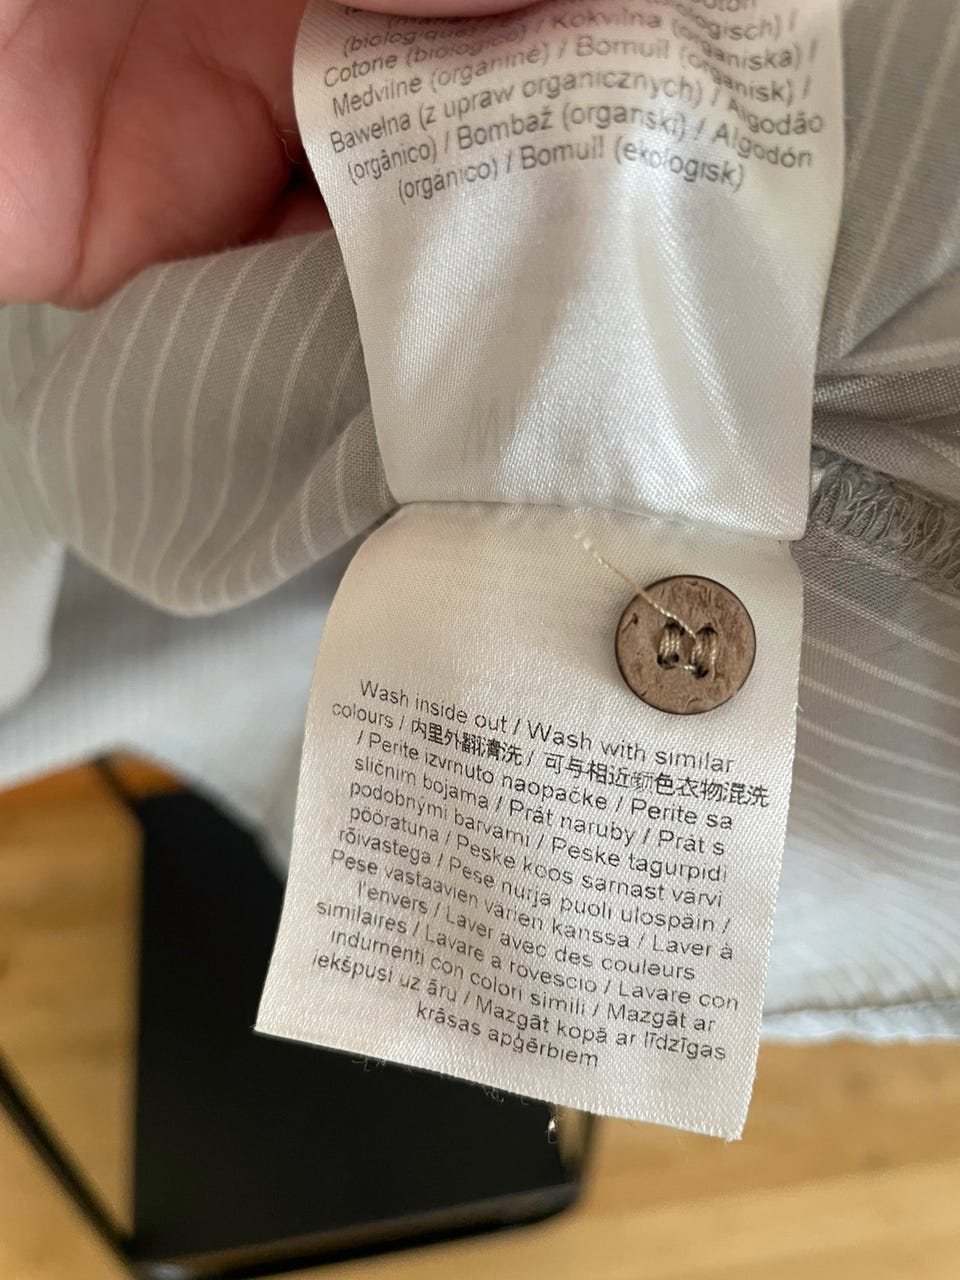 (biologique)
Cotone (biologico) / Kokvilna
Medvilnė (organinė) / Bomull (organiska) /
Bawełna (z upraw organicznych) / Algodão
(orgânico) / Bombaž (organski) / Algodón
(orgánico) / Bomull (ekologisk)
Wash inside out / Wash with similar
colours / 内里外翻清洗 / 可与相近颜色衣物混洗
/ Perite izvrnuto naopačke / Perite sa
sličnim bojama / Prát naruby / Prát s
podobnými barvami / Peske tagurpidi
pööratuna / Peske koos sarnast värvi
rõivastega / Pese nurja puoli ulospäin /
Pese vastaavien värien kanssa / Laver à
l'envers / Laver avec des couleurs
similaires / Lavare a rovescio / Lavare con
indumenti con colori simili / Mazgāt ar
iekšpusi uz āru / Mazgāt kopā ar līdzīgas
krāsas apģērbiem